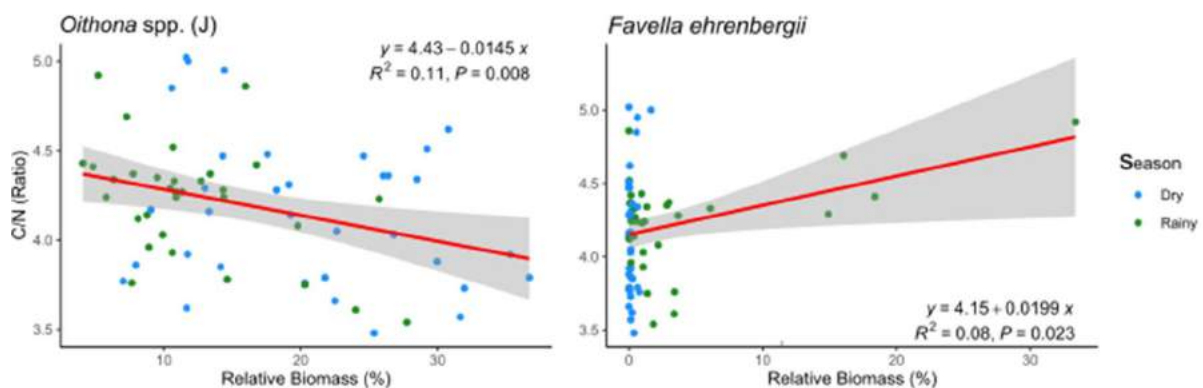 Oithona spp. (J)
y = 4.43 − 0.0145 x
R² = 0.11, P = 0.008
C/N (Ratio)
5.0
4.5
4.0
3.5
10
20
30
Relative Biomass (%)
Favella ehrenbergii
5.0
4.5
4.0
3.5
y = 4.15 + 0.0199 x
R² = 0.08, P = 0.023
0
10
20
30
Relative Biomass (%)
Season
Dry
Rainy